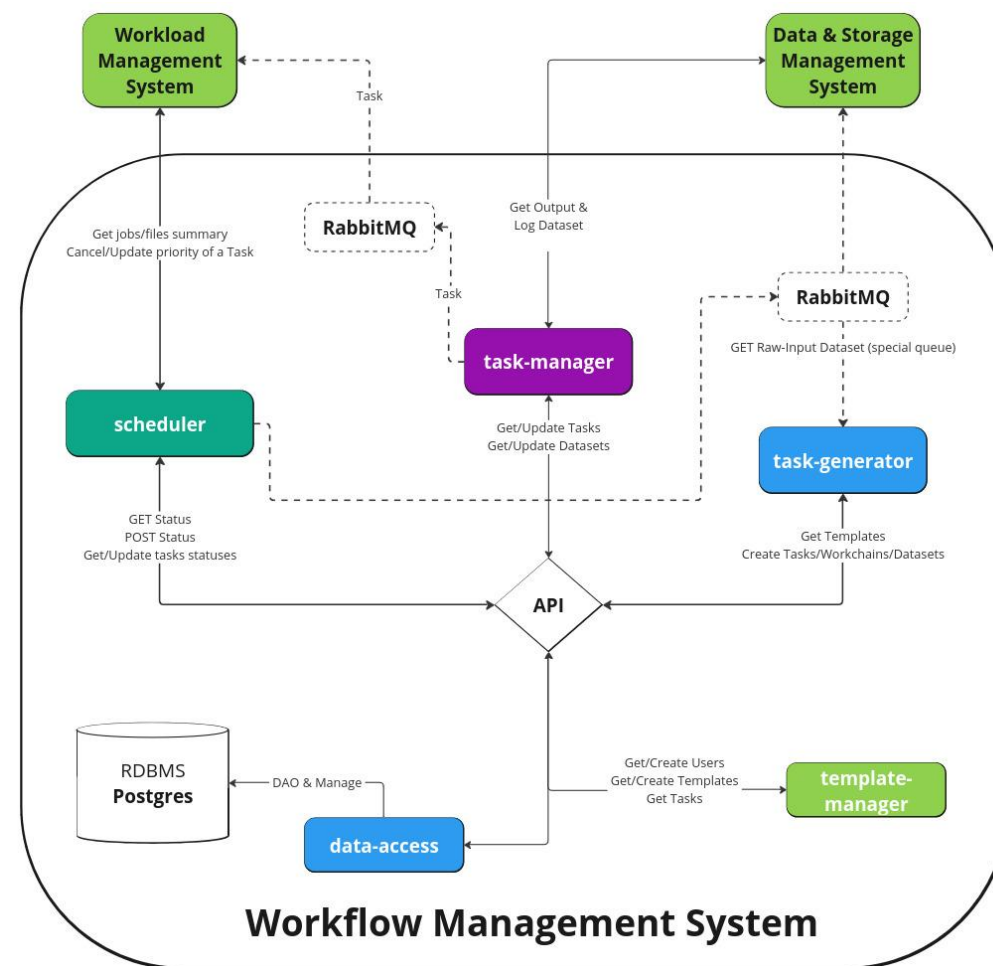 Workload
Management
System
Data & Storage
Management
System
Task
RabbitMQ
Get Output &
Log Dataset
Get jobs/files summary
Cancel/Update priority of a Task
Task
RabbitMQ
GET Raw-Input Dataset (special queue)
task-manager
scheduler
Get/Update Tasks
Get/Update Datasets
task-generator
GET Status
POST Status
Get/Update tasks statuses
Get Templates
Create Tasks/Workchains/Datasets
API
RDBMS
Postgres
DAO & Manage
data-access
Get/Create Users
Get/Create Templates
Get Tasks
template-
manager
Workflow Management System